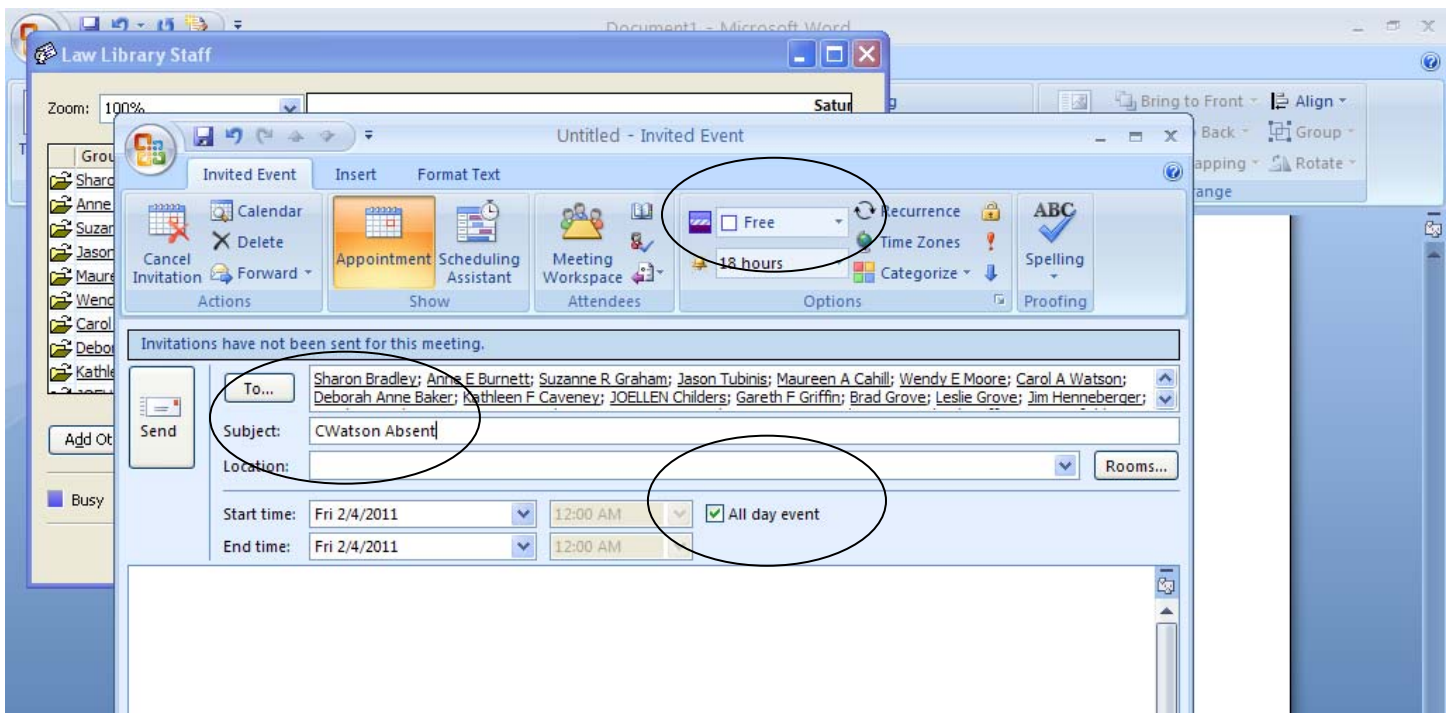 Document1 - Microsoft Word
Law Library Staff
Zoom: 100%
Satur
Bring to Front
Align
Back
Group
apping
Rotate
ange
Grou
Sharo
Anne
Suzar
Jason
Maure
Wend
Carol
Debor
Kathle
Add Ot
Busy
Untitled - Invited Event
Invited Event Insert Format Text
Cancel Invitation
Calendar
Delete
Forward
Actions
Appointment
Scheduling Assistant
Show
Meeting Workspace
Attendees
Free
18 hours
Recurrence
Time Zones
Categorize
Options
ABC
Spelling
Proofing
Invitations have not been sent for this meeting.
Send
To... Sharon Bradley; Anne E Burnett; Suzanne R Graham; Jason Tubinis; Maureen A Cahill; Wendy E Moore; Carol A Watson;
Deborah Anne Baker; Kathleen F Caveney; JOELLEN Childers; Gareth F Griffin; Brad Grove; Leslie Grove; Jim Henneberger;
Subject: CWatson Absent
Location: Rooms...
Start time: Fri 2/4/2011 12:00 AM All day event
End time: Fri 2/4/2011 12:00 AM